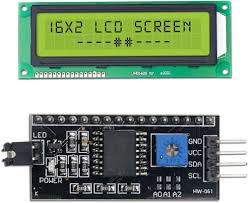 16X2 LCD SCREEN
LED
POWER
GND
VCC
SDA
SCL
A0 A1 A2
HW-061